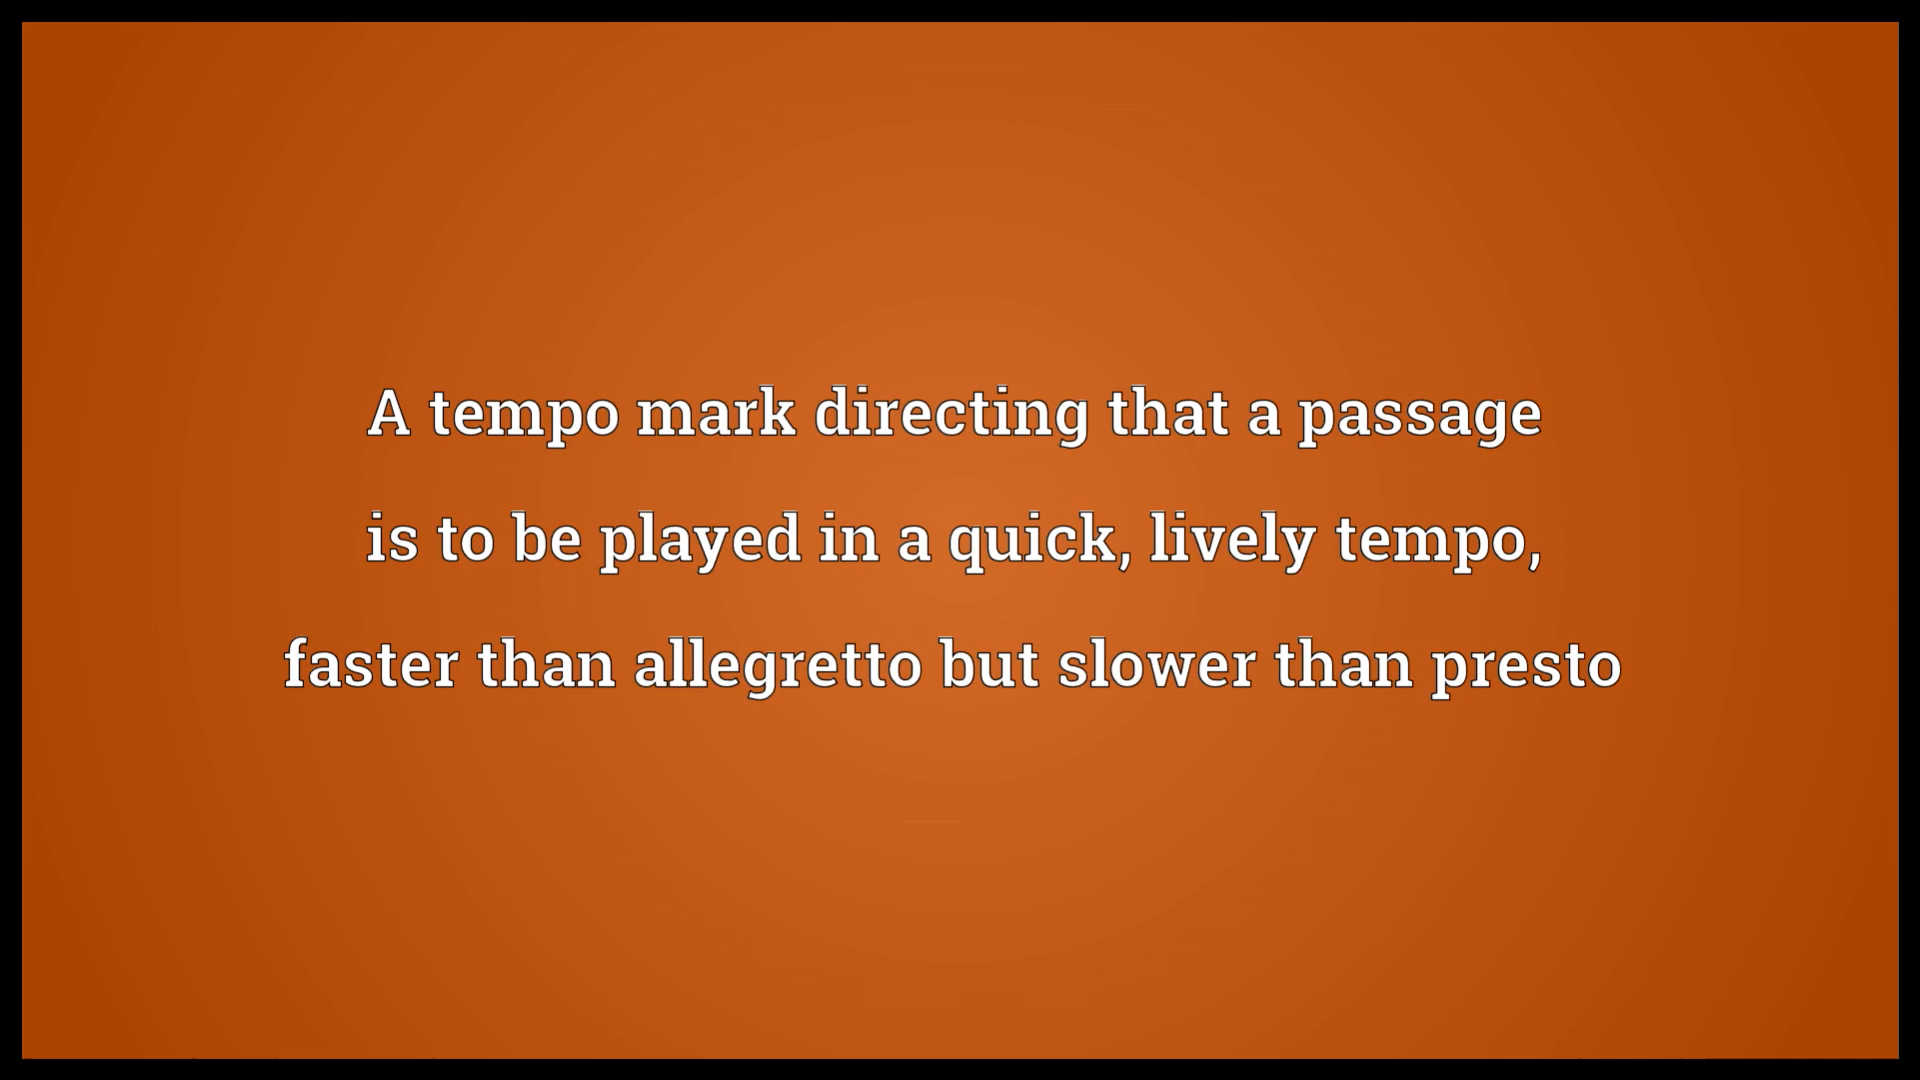 A tempo mark directing that a passage
is to be played in a quick, lively tempo,
faster than allegretto but slower than presto